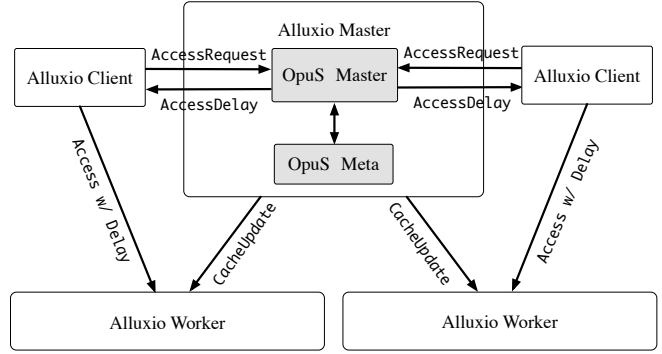 Alluxio Master
AccessRequest
AccessRequest
Alluxio Client
OpuS Master
Alluxio Client
AccessDelay
AccessDelay
OpuS Meta
Access w/ Delay
CacheUpdate
CacheUpdate
Access w/ Delay
Alluxio Worker
Alluxio Worker